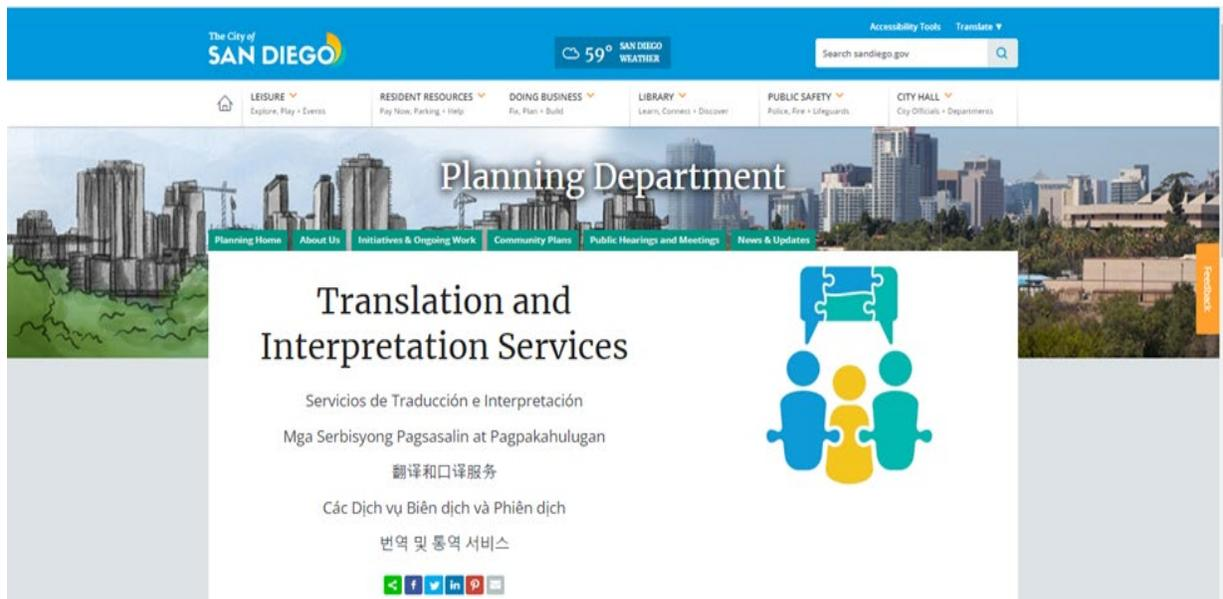 Accessibility Tools Translate ▼
The City of
SAN DIEGO
59° SAN DIEGO WEATHER
Search sandiego.gov
LEISURE
Explore, Play + Events
RESIDENT RESOURCES
Pay Now, Parking + Help
DOING BUSINESS
Fix, Plan + Build
LIBRARY
Learn, Connect + Discover
PUBLIC SAFETY
Police, Fire + Lifeguards
CITY HALL
City Officials + Departments
Planning Department
Planning Home About Us Initiatives & Ongoing Work Community Plans Public Hearings and Meetings News & Updates
Feedback
Translation and
Interpretation Services
Servicios de Traducción e Interpretación
Mga Serbisyong Pagsasalin at Pagpakahulugan
翻译和口译服务
Các Dịch vụ Biên dịch và Phiên dịch
번역 및 통역 서비스